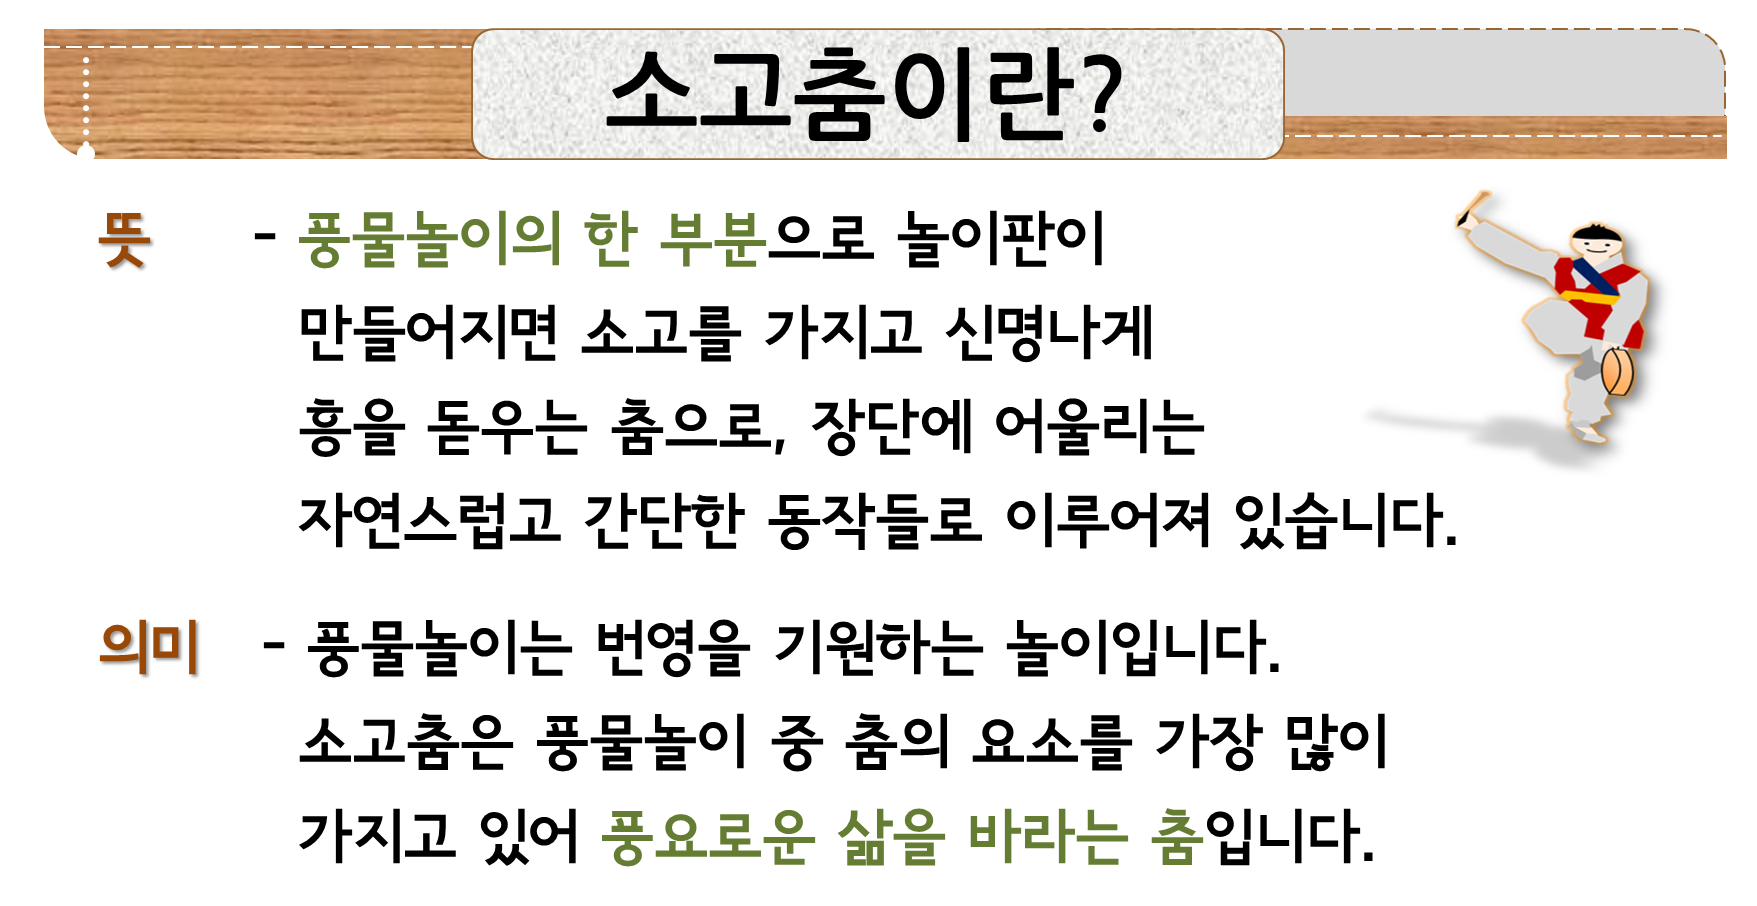 소고춤이란?
뜻 - 풍물놀이의 한 부분으로 놀이판이
만들어지면 소고를 가지고 신명나게
흥을 돋우는 춤으로, 장단에 어울리는
자연스럽고 간단한 동작들로 이루어져 있습니다.
의미 - 풍물놀이는 번영을 기원하는 놀이입니다.
소고춤은 풍물놀이 중 춤의 요소를 가장 많이
가지고 있어 풍요로운 삶을 바라는 춤입니다.